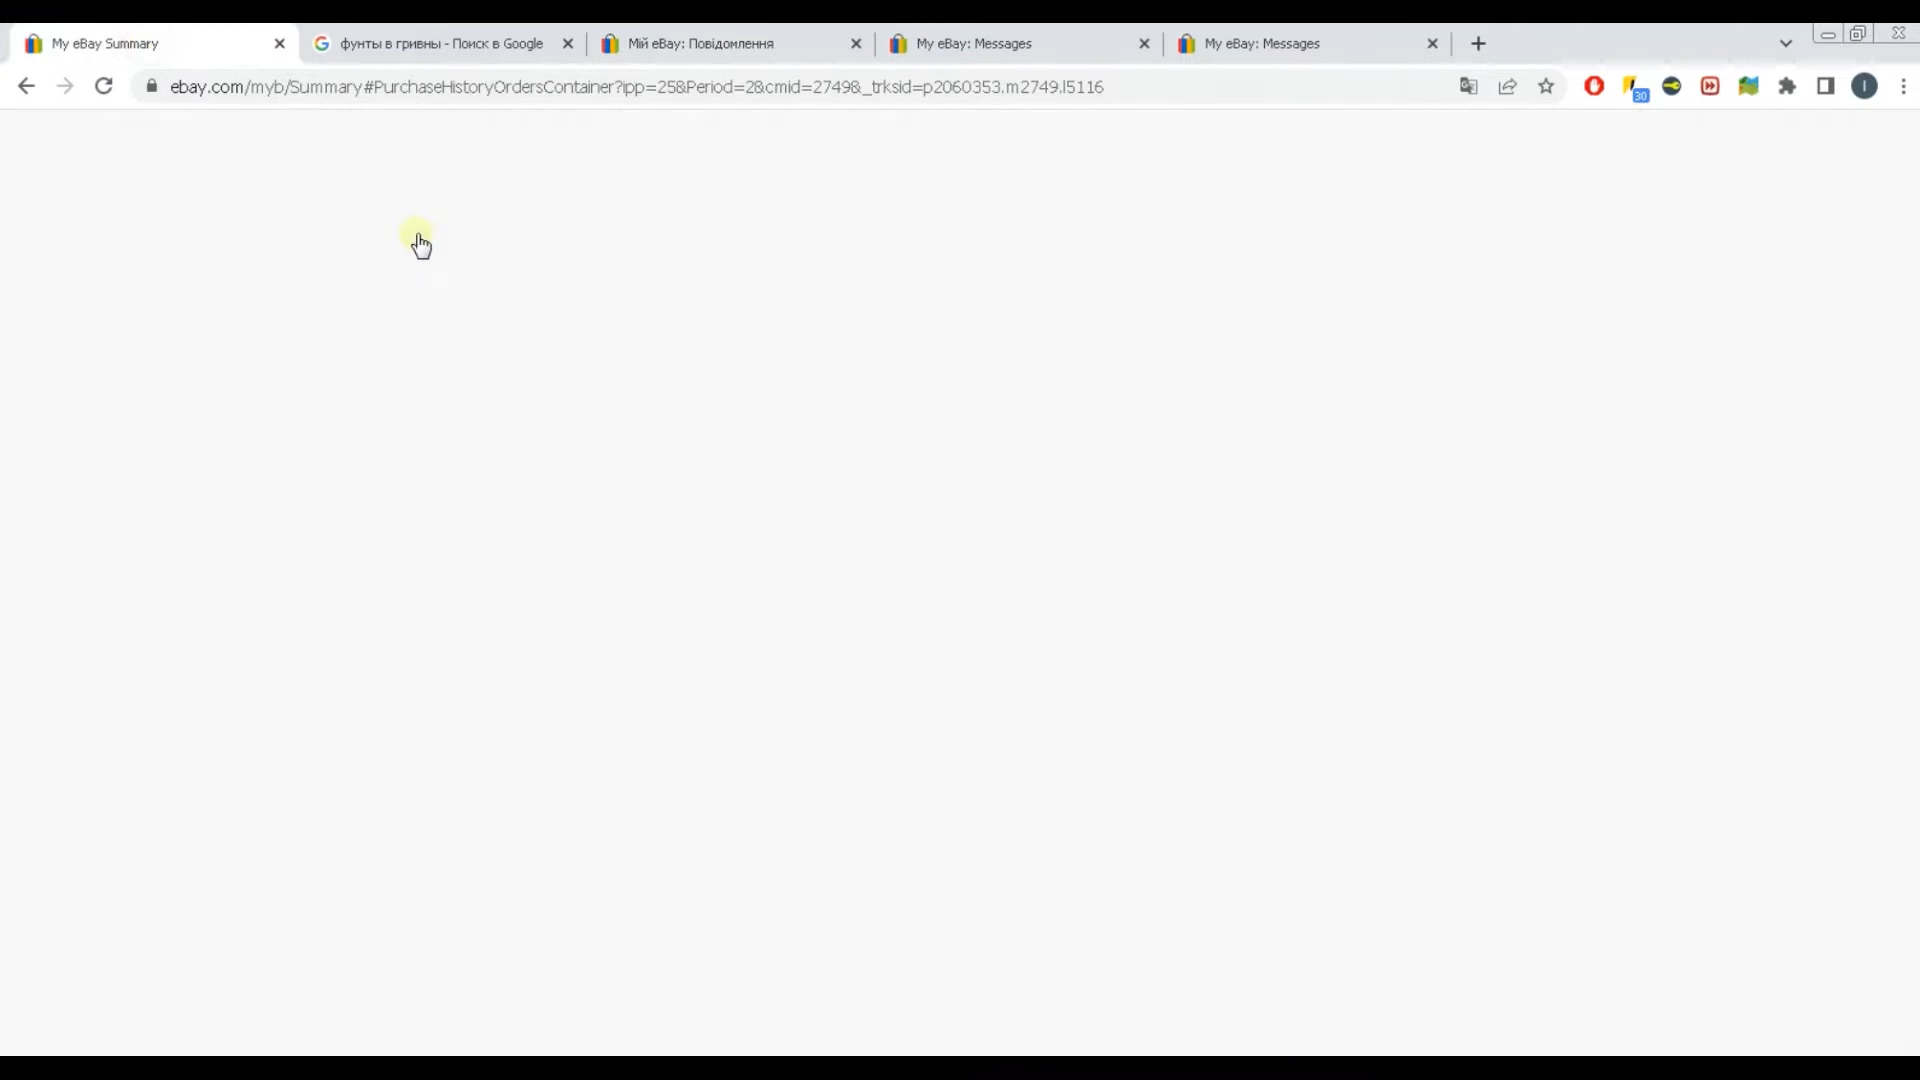 My eBay Summary
фунты в гривны - Поиск в Google
Мій eBay: Повідомлення
My eBay: Messages
My eBay: Messages
ebay.com/myb/Summary#PurchaseHistoryOrdersContainer?ipp=25&Period=2&cmid=2749&_trksid=p2060353.m2749.l5116
30
I